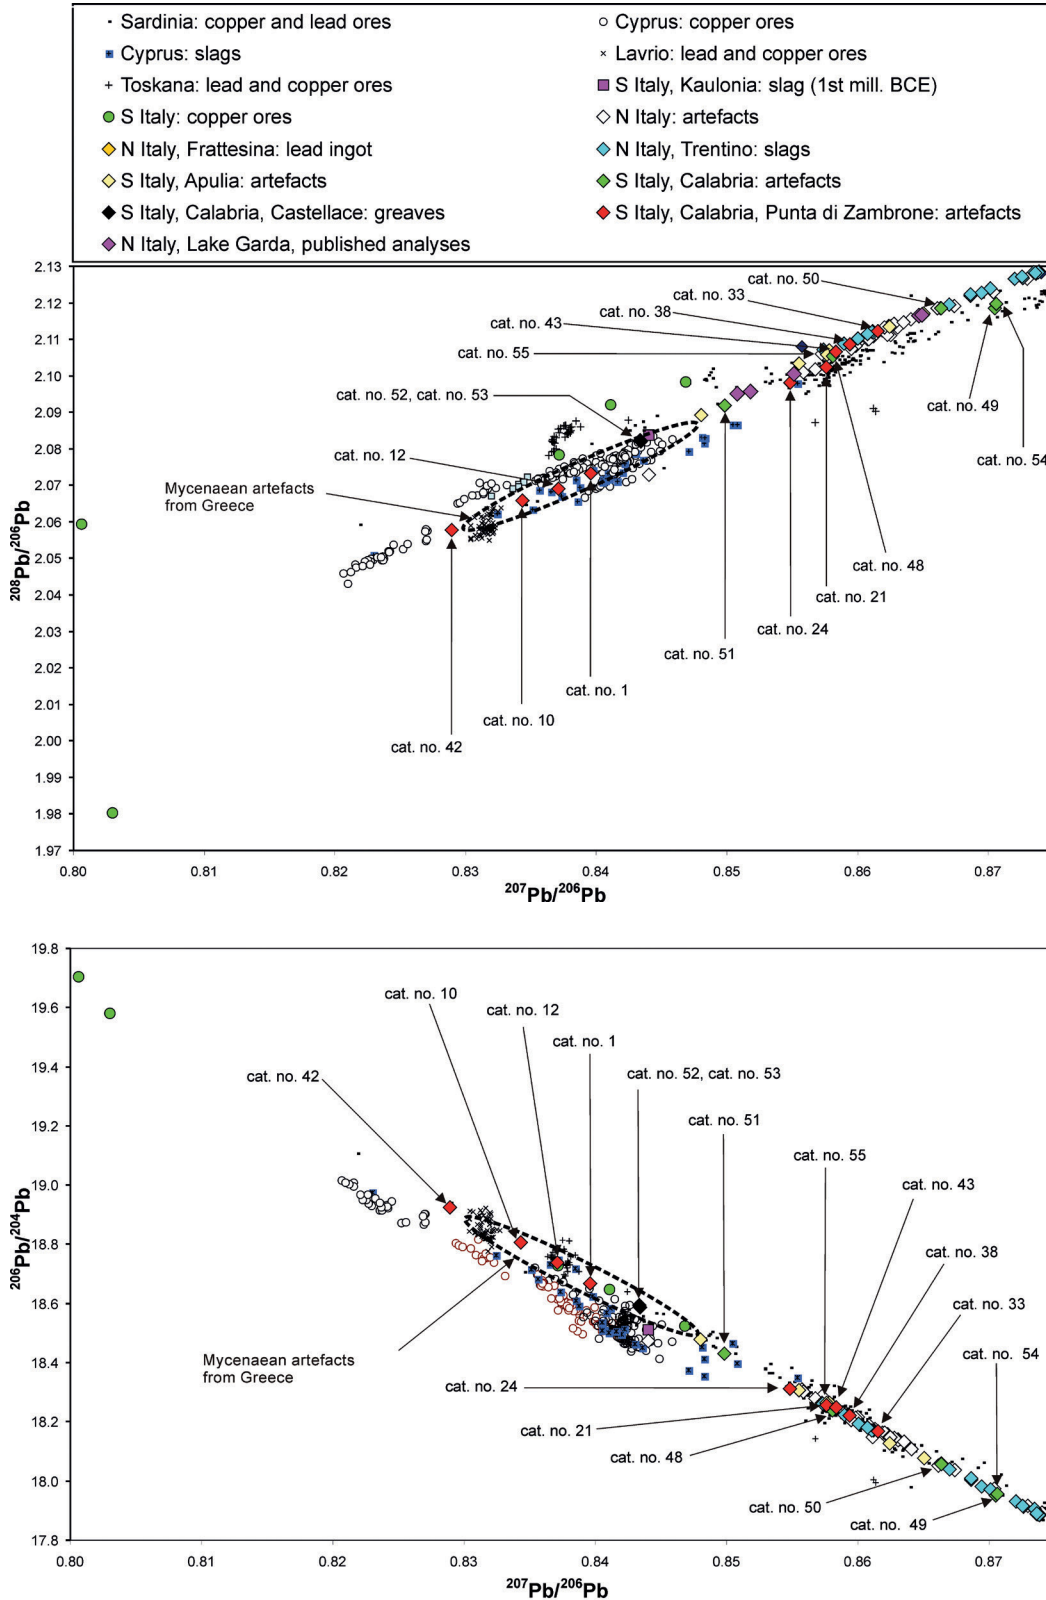 Sardinia: copper and lead ores
Cyprus: copper ores
Cyprus: slags
Lavrio: lead and copper ores
Toskana: lead and copper ores
S Italy, Kaulonia: slag (1st mill. BCE)
S Italy: copper ores
N Italy: artefacts
N Italy, Frattesina: lead ingot
N Italy, Trentino: slags
S Italy, Apulia: artefacts
S Italy, Calabria: artefacts
S Italy, Calabria, Castellace: greaves
S Italy, Calabria, Punta di Zambrone: artefacts
N Italy, Lake Garda, published analyses
2.13
2.12
2.11
2.10
2.09
2.08
2.07
2.06
2.05
2.04
2.03
2.02
2.01
2.00
1.99
1.98
1.97
208Pb/206Pb
cat. no. 50
cat. no. 33
cat. no. 38
cat. no. 43
cat. no. 55
cat. no. 52, cat. no. 53
cat. no. 12
Mycenaean artefacts
from Greece
cat. no. 49
cat. no. 54
cat. no. 48
cat. no. 21
cat. no. 24
cat. no. 51
cat. no. 1
cat. no. 10
cat. no. 42
0.80
0.81
0.82
0.83
0.84
0.85
0.86
0.87
207Pb/206Pb
19.8
19.6
19.4
19.2
19.0
18.8
18.6
18.4
18.2
18.0
17.8
206Pb/204Pb
cat. no. 10
cat. no. 12
cat. no. 1
cat. no. 42
cat. no. 52, cat. no. 53
cat. no. 51
cat. no. 55
cat. no. 43
cat. no. 38
cat. no. 33
cat. no. 54
Mycenaean artefacts
from Greece
cat. no. 24
cat. no. 21
cat. no. 48
cat. no. 50
cat. no. 49
0.80
0.81
0.82
0.83
0.84
0.85
0.86
0.87
207Pb/206Pb